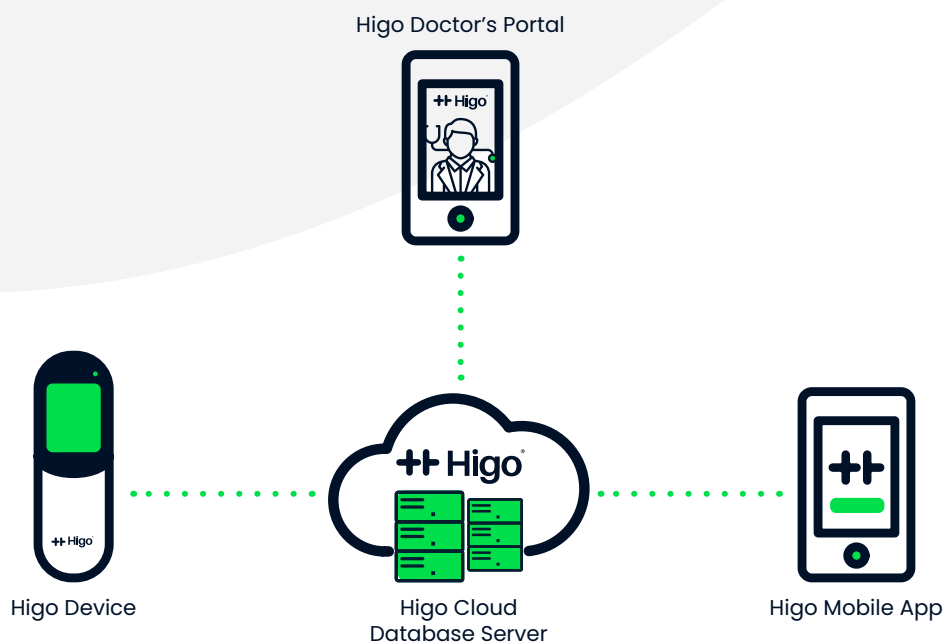 Higo Doctor’s Portal
Higo
Higo
Higo
Higo Device
Higo Cloud
Database Server
Higo Mobile App